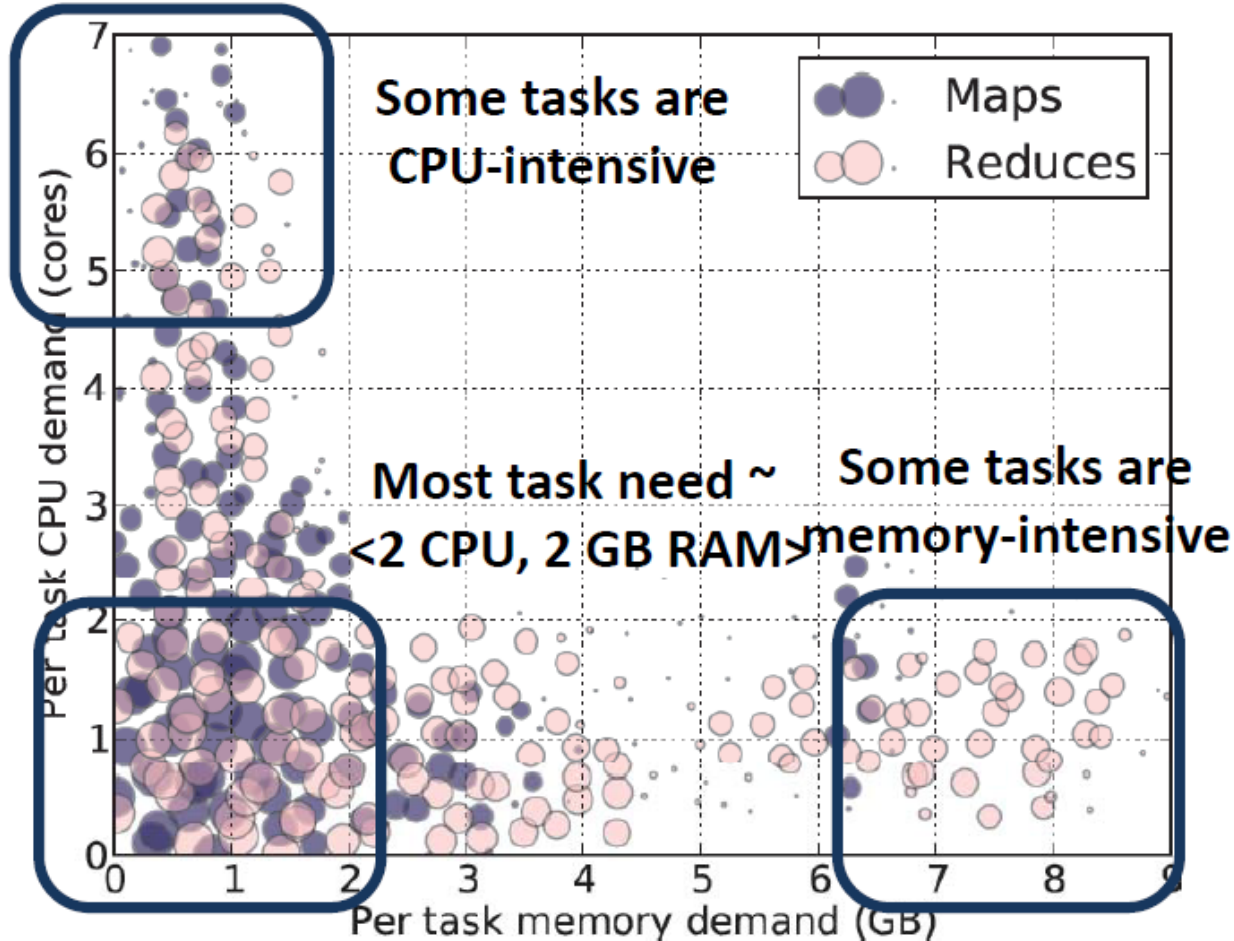 7
6
5
4
3
2
1
0
Per task CPU demand (cores)
Some tasks are
CPU-intensive
Maps
Reduces
Most task need ~
<2 CPU, 2 GB RAM>
Some tasks are
memory-intensive
0 1 2 3 4 5 6 7 8 9
Per task memory demand (GB)